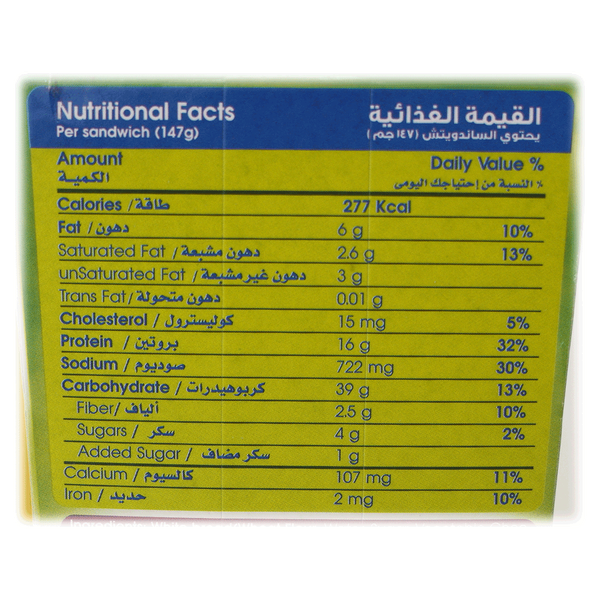 Nutritional Facts القيمة الغذائية
Per sandwich (147g) يحتوي الساندويتش (١٤٧ جم)
Amount Daily Value %
الكمية % النسبة من إحتياجك اليومى
Calories / طاقة 277 Kcal
Fat / دهون 6 g 10%
Saturated Fat / دهون مشبعة 2.6 g 13%
unSaturated Fat / دهون غير مشبعة 3 g
Trans Fat / دهون متحولة 0.01 g
Cholesterol / كوليسترول 15 mg 5%
Protein / بروتين 16 g 32%
Sodium / صوديوم 722 mg 30%
Carbohydrate / كربوهيدرات 39 g 13%
Fiber / ألياف 2.5 g 10%
Sugars / سكر 4 g 2%
Added Sugar / سكر مضاف 1 g
Calcium / كالسيوم 107 mg 11%
Iron / حديد 2 mg 10%